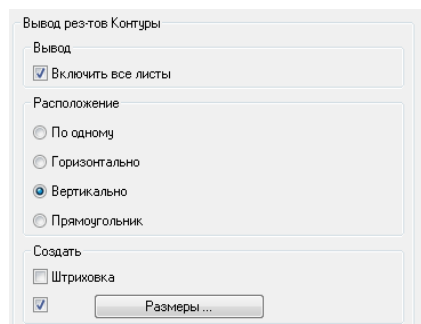 Вывод рез-тов Контуры
Вывод
Включить все листы
Расположение
По одному
Горизонтально
Вертикально
Прямоугольник
Создать
Штриховка
Размеры ...